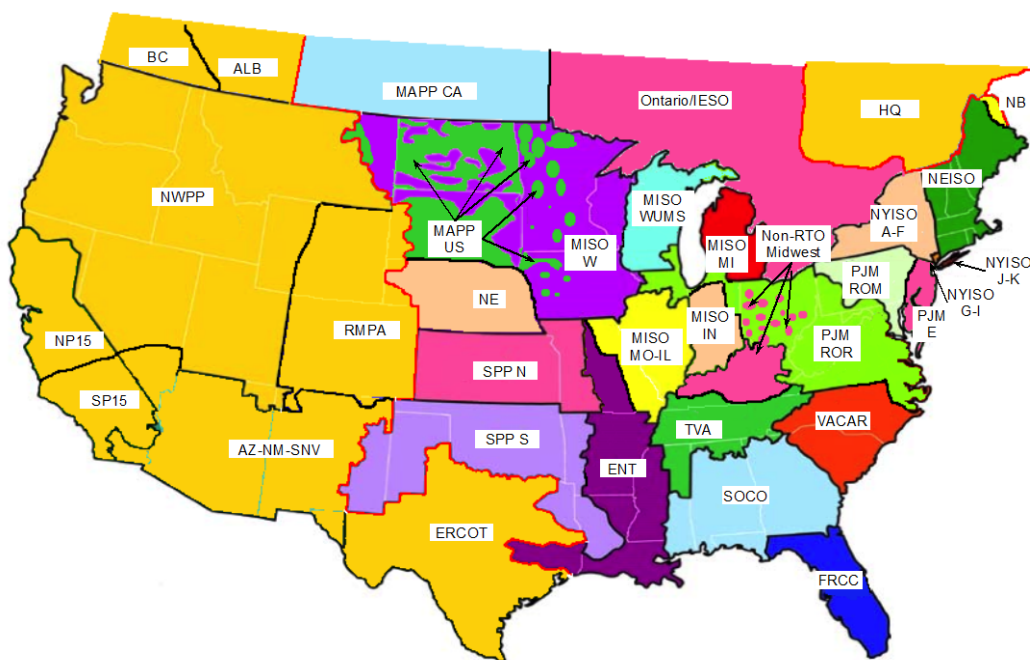 BC
ALB
MAPP CA
Ontario/IESO
HQ
NB
NWPP
MAPP
US
MISO
W
MISO
WUMS
MISO
MI
Non-RTO
Midwest
NYISO
A-F
NEISO
NYISO
J-K
NYISO
G-I
PJM
ROM
PJM
E
NE
RMPA
MISO
MO-IL
MISO
IN
PJM
ROR
NP15
SP15
SPP N
AZ-NM-SNV
SPP S
TVA
VACAR
ENT
SOCO
ERCOT
FRCC